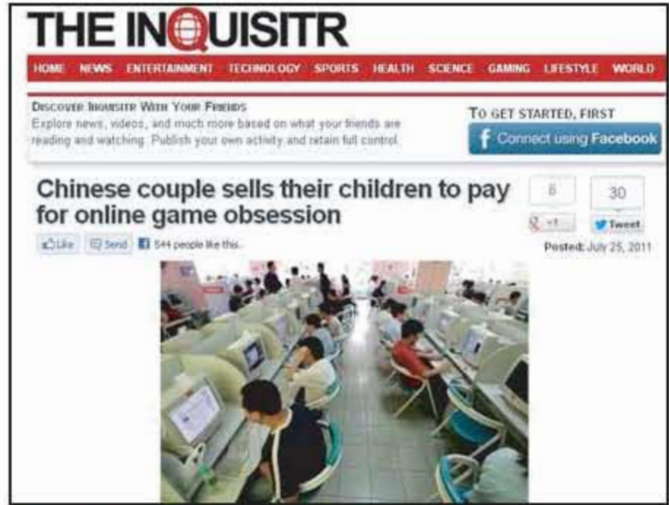 THE INQUISITR
HOME NEWS ENTERTAINMENT TECHNOLOGY SPORTS HEALTH SCIENCE GAMING LIFESTYLE WORLD
DISCOVER INQUISITR WITH YOUR FRIENDS
Explore news, videos, and much more based on what your friends are
reading and watching. Publish your own activity and retain full control.
TO GET STARTED, FIRST
f Connect using Facebook
Chinese couple sells their children to pay
for online game obsession
8
30
+1
Tweet
Like Send 544 people like this.
Posted: July 25, 2011